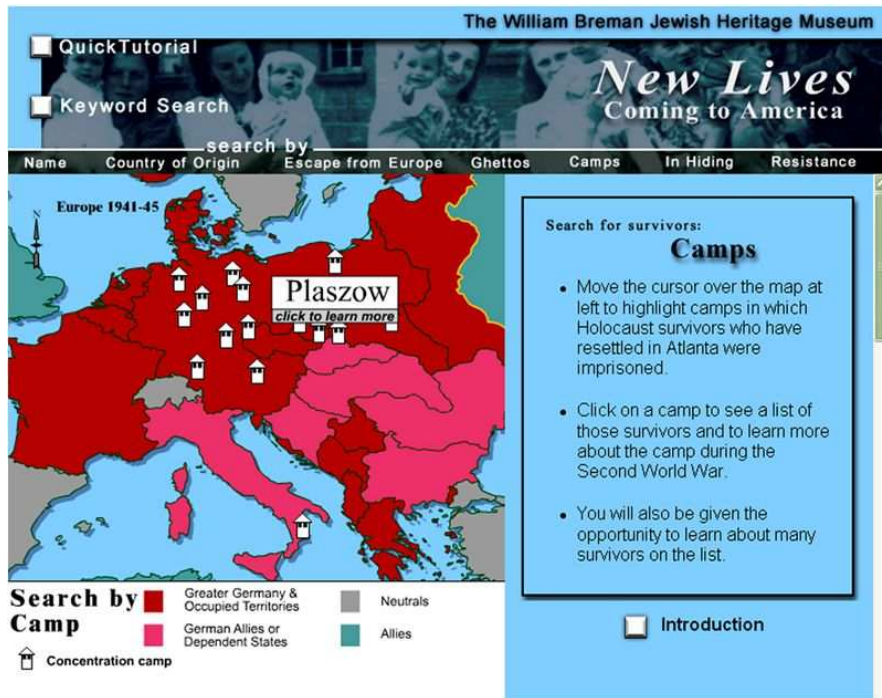 The William Breman Jewish Heritage Museum
QuickTutorial
Keyword Search
New Lives
Coming to America
search by
Name Country of Origin Escape from Europe Ghettos Camps In Hiding Resistance
Europe 1941-45
N
Plaszow
click to learn more
Search for survivors:
Camps
• Move the cursor over the map at
left to highlight camps in which
Holocaust survivors who have
resettled in Atlanta were
imprisoned.
• Click on a camp to see a list of
those survivors and to learn more
about the camp during the
Second World War.
• You will also be given the
opportunity to learn about many
survivors on the list.
Introduction
Search by
Camp
Concentration camp
Greater Germany &
Occupied Territories
German Allies or
Dependent States
Neutrals
Allies